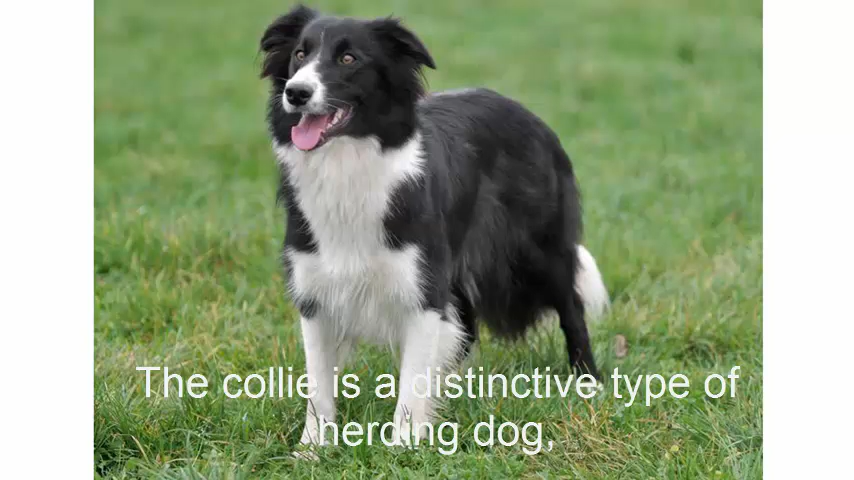 The collie is a distinctive type of
herding dog,